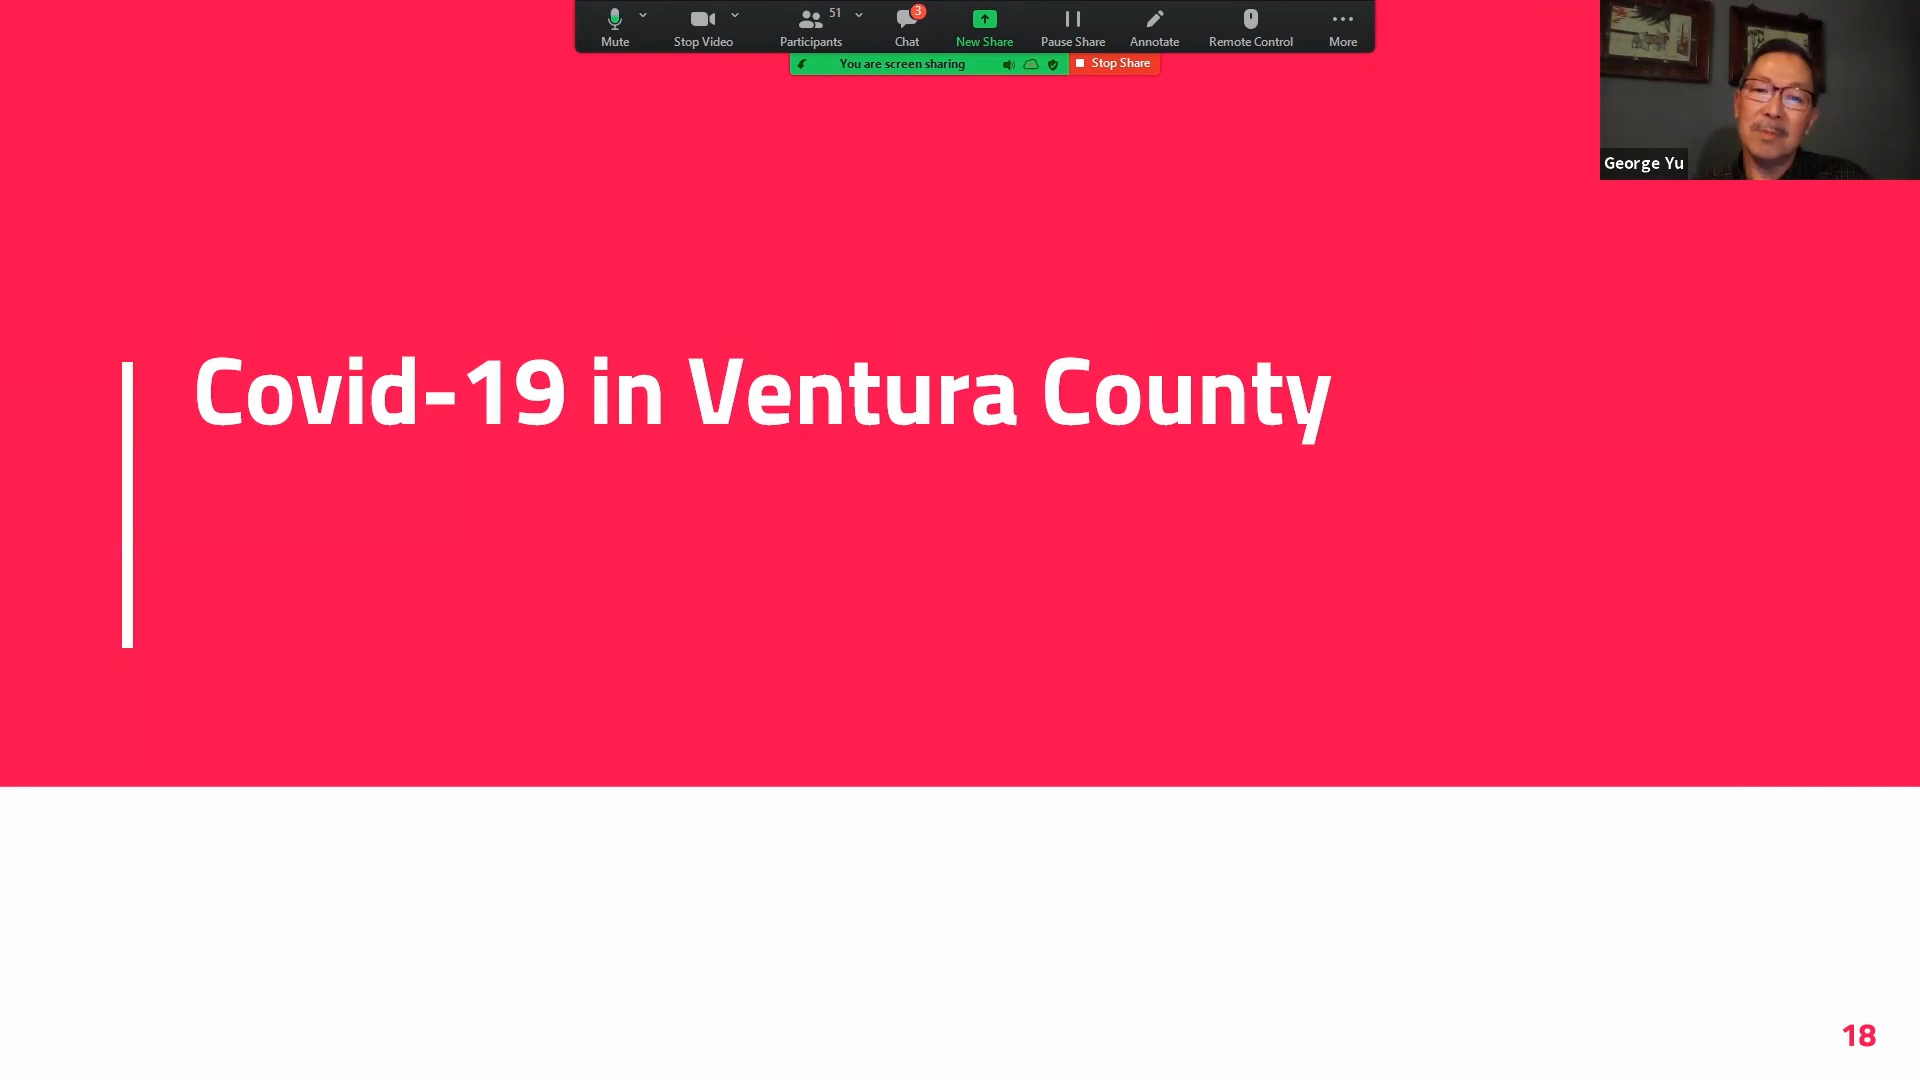 51
3
Mute
Stop Video
Participants
Chat
New Share
Pause Share
Annotate
Remote Control
More
You are screen sharing
Stop Share
George Yu
Covid-19 in Ventura County
18